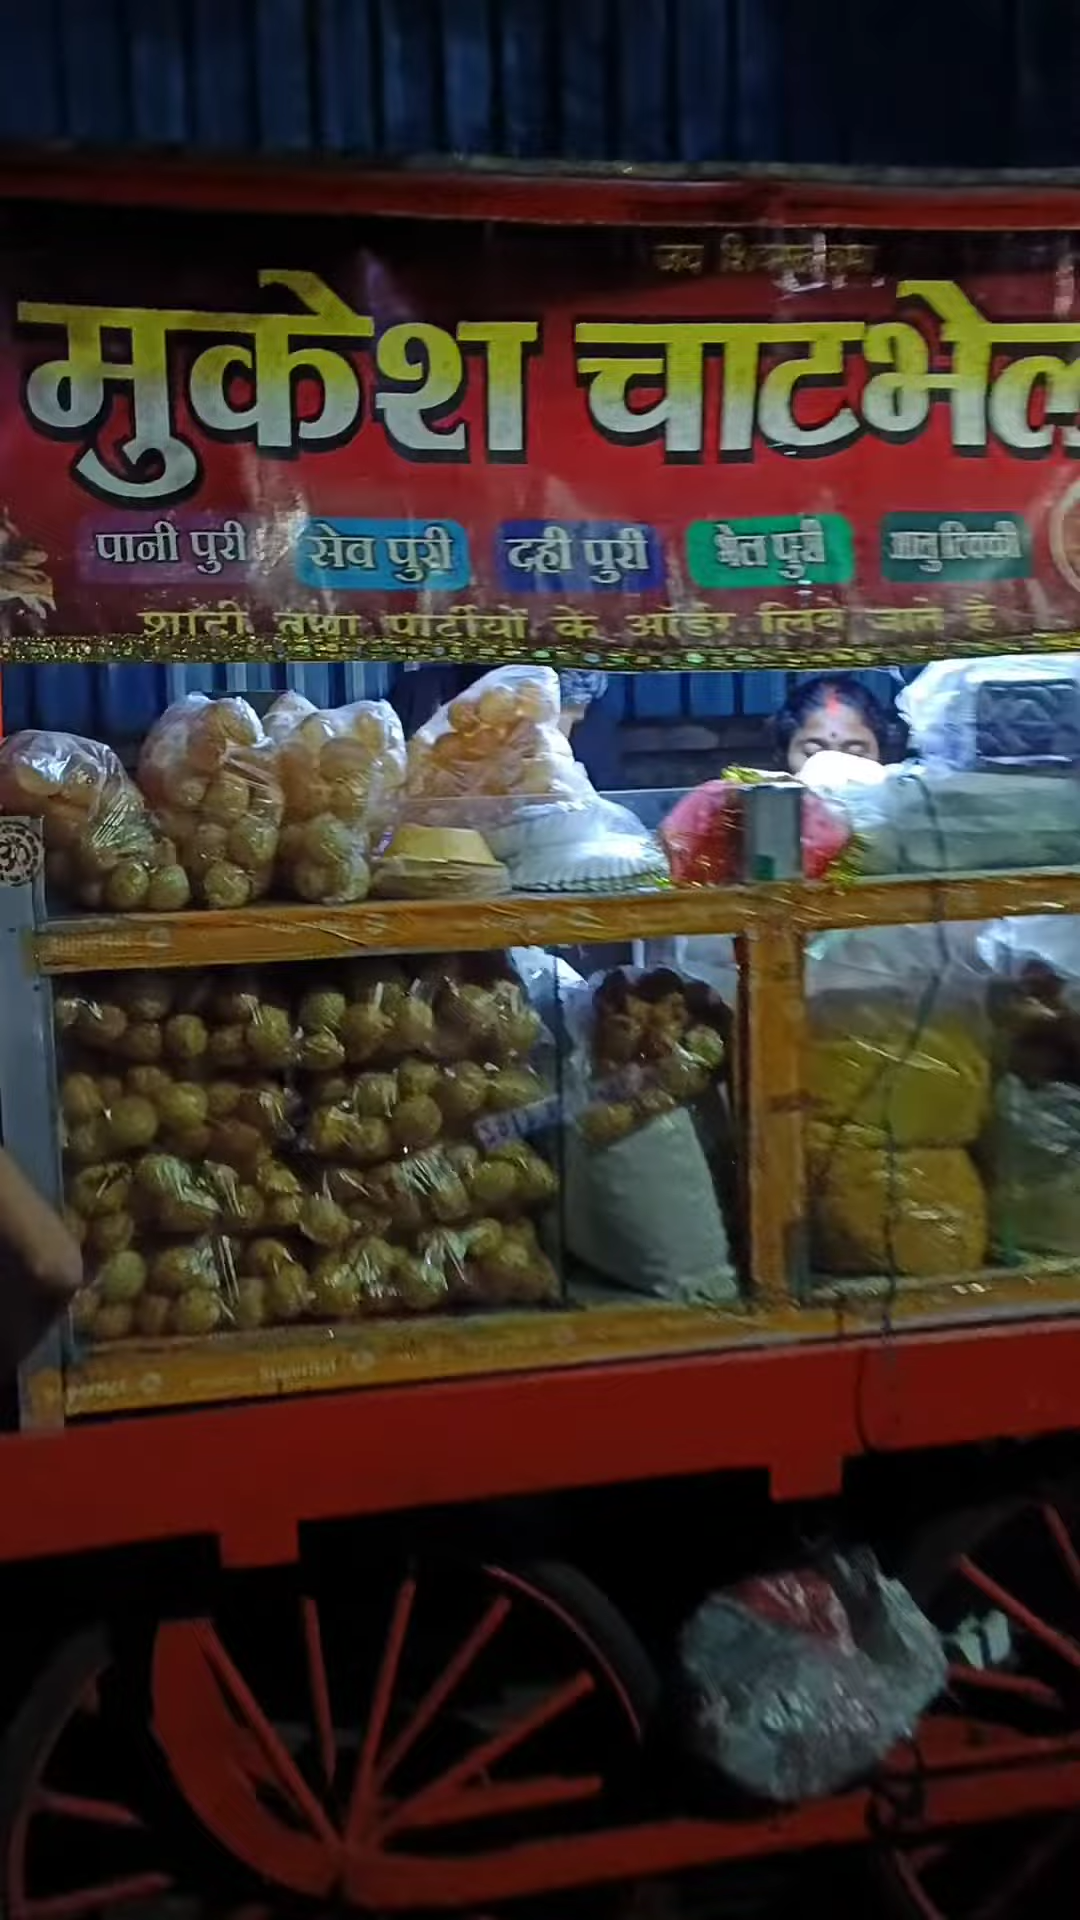 मुकेश चाटभेल
पानी पुरी सेव पुरी दही पुरी भेल पुरी आलु टिक्की
शादी तथा पार्टीयों के ऑर्डर लिये जाते है